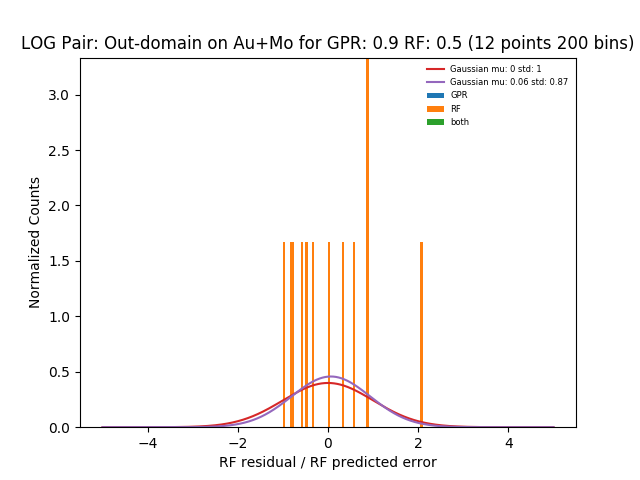 LOG Pair: Out-domain on Au+Mo for GPR: 0.9 RF: 0.5 (12 points 200 bins)
Gaussian mu: 0 std: 1
Gaussian mu: 0.06 std: 0.87
GPR
RF
both
Normalized Counts
3.0
2.5
2.0
1.5
1.0
0.5
0.0
−4
−2
0
2
4
RF residual / RF predicted error